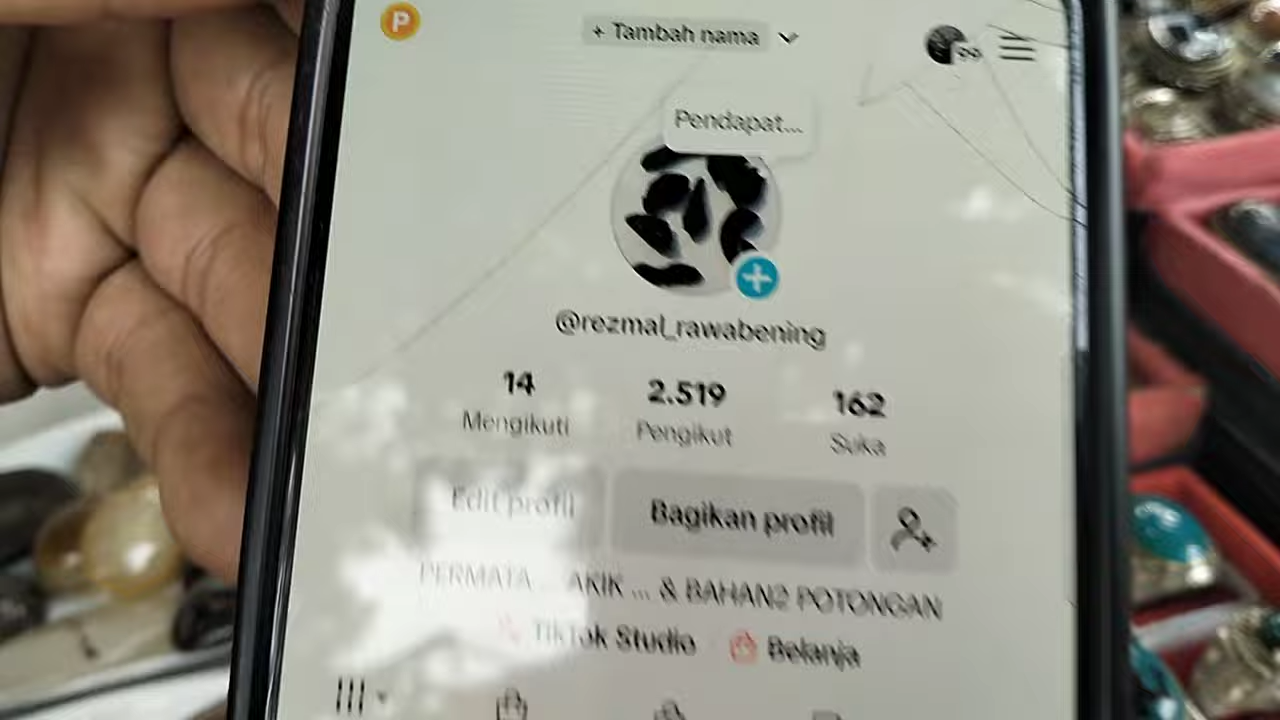 P
+ Tambah nama
Pendapat...
@rezmal_rawabening
14 2.519 162
Mengikuti Pengikut Suka
Edit profil Bagikan profil
PERMATA... AKIK ... & BAHAN2 POTONGAN
TikTok Studio Belanja